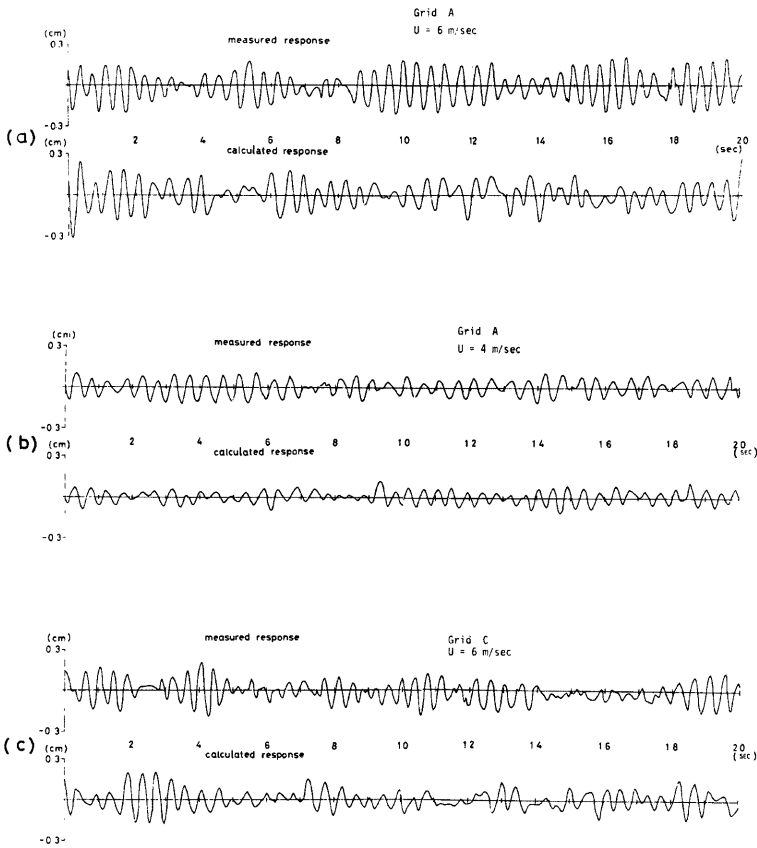 Grid A
U = 6 m/sec
(cm)
0.3
measured response
-0.3
(a)
(cm)
2 4 6 8 10 12 14 16 18 20
(sec)
0.3
calculated response
-0.3
Grid A
U = 4 m/sec
(cm)
0.3
measured response
-0.3
(b)
(cm)
2 4 6 8 10 12 14 16 18 20
(sec)
0.3
calculated response
-0.3
Grid C
U = 6 m/sec
(cm)
0.3
measured response
-0.3
(c)
(cm)
2 4 6 8 10 12 14 16 18 20
(sec)
0.3
calculated response
-0.3